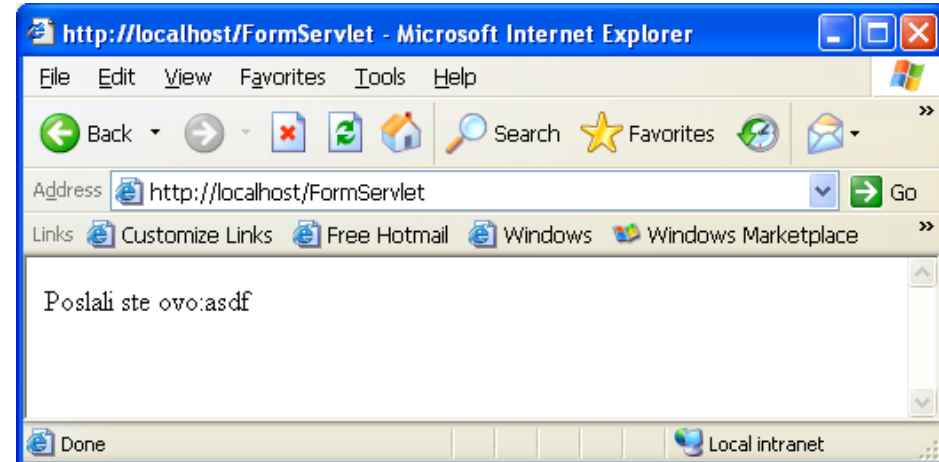 http://localhost/FormServlet - Microsoft Internet Explorer
File Edit View Favorites Tools Help
Back Search Favorites »
Address http://localhost/FormServlet Go
Links Customize Links Free Hotmail Windows Windows Marketplace »
Poslali ste ovo:asdf
Done Local intranet